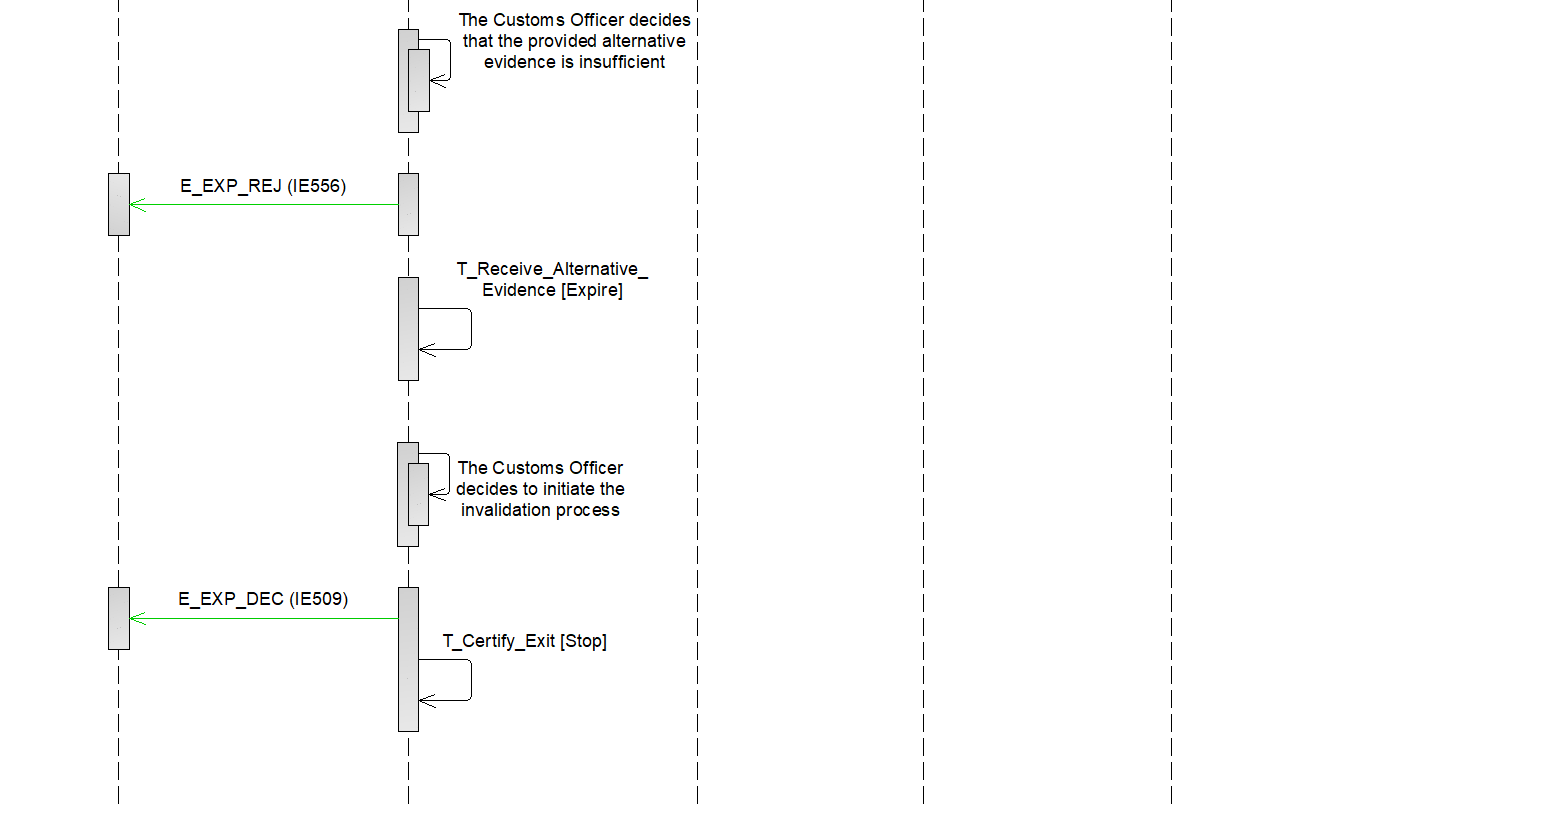 The Customs Officer decides
that the provided alternative
evidence is insufficient
E_EXP_REJ (IE556)
T_Receive_Alternative_
Evidence [Expire]
The Customs Officer
decides to initiate the
invalidation process
E_EXP_DEC (IE509)
T_Certify_Exit [Stop]